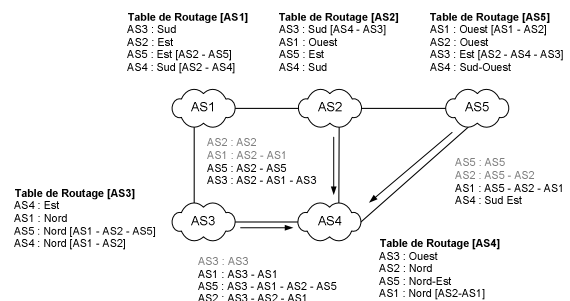 Table de Routage [AS1]
AS3 : Sud
AS2 : Est
AS5 : Est [AS2 - AS5]
AS4 : Sud [AS2 - AS4]
Table de Routage [AS2]
AS3 : Sud [AS4 - AS3]
AS1 : Ouest
AS5 : Est
AS4 : Sud
Table de Routage [AS5]
AS1 : Ouest [AS1 - AS2]
AS2 : Ouest
AS3 : Est [AS2 - AS4 - AS3]
AS4 : Sud-Ouest
AS1
AS2
AS5
AS2 : AS2
AS1 : AS2 - AS1
AS5 : AS2 - AS5
AS3 : AS2 - AS1 - AS3
AS5 : AS5
AS2 : AS5 - AS2
AS1 : AS5 - AS2 - AS1
AS4 : Sud Est
Table de Routage [AS3]
AS4 : Est
AS1 : Nord
AS5 : Nord [AS1 - AS2 - AS5]
AS4 : Nord [AS1 - AS2]
AS3
AS4
AS3 : AS3
AS1 : AS3 - AS1
AS5 : AS3 - AS1 - AS2 - AS5
AS2 : AS3 - AS2 - AS1
Table de Routage [AS4]
AS3 : Ouest
AS2 : Nord
AS5 : Nord-Est
AS1 : Nord [AS2-AS1]